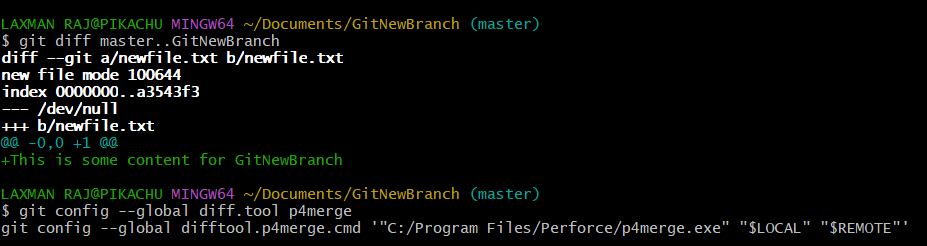 LAXMAN RAJ@PIKACHU MINGW64 ~/Documents/GitNewBranch (master)
$ git diff master..GitNewBranch
diff --git a/newfile.txt b/newfile.txt
new file mode 100644
index 0000000..a3543f3
--- /dev/null
+++ b/newfile.txt
@@ -0,0 +1 @@
+This is some content for GitNewBranch
LAXMAN RAJ@PIKACHU MINGW64 ~/Documents/GitNewBranch (master)
$ git config --global diff.tool p4merge
git config --global difftool.p4merge.cmd '"C:/Program Files/Perforce/p4merge.exe" "$LOCAL" "$REMOTE"'